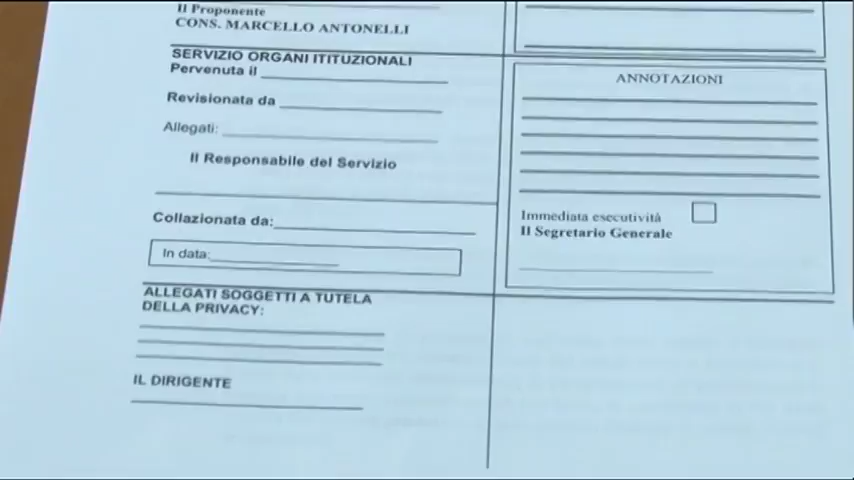 Il Proponente
CONS. MARCELLO ANTONELLI
SERVIZIO ORGANI ITITUZIONALI
Pervenuta il
Revisionata da
Allegati:
Il Responsabile del Servizio
Collazionata da:
In data:
ALLEGATI SOGGETTI A TUTELA
DELLA PRIVACY:
IL DIRIGENTE
ANNOTAZIONI
Immediata esecutività
Il Segretario Generale